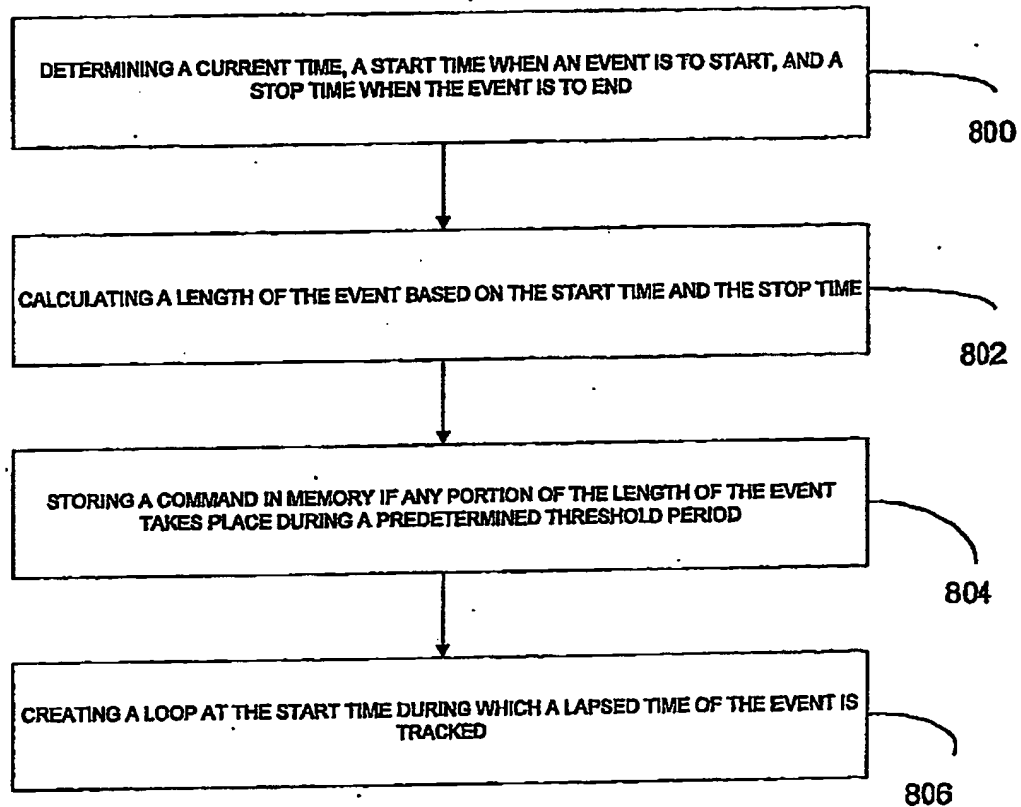 DETERMINING A CURRENT TIME, A START TIME WHEN AN EVENT IS TO START, AND A
STOP TIME WHEN THE EVENT IS TO END
800
CALCULATING A LENGTH OF THE EVENT BASED ON THE START TIME AND THE STOP TIME
802
STORING A COMMAND IN MEMORY IF ANY PORTION OF THE LENGTH OF THE EVENT
TAKES PLACE DURING A PREDETERMINED THRESHOLD PERIOD
804
CREATING A LOOP AT THE START TIME DURING WHICH A LAPSED TIME OF THE EVENT IS
TRACKED
806